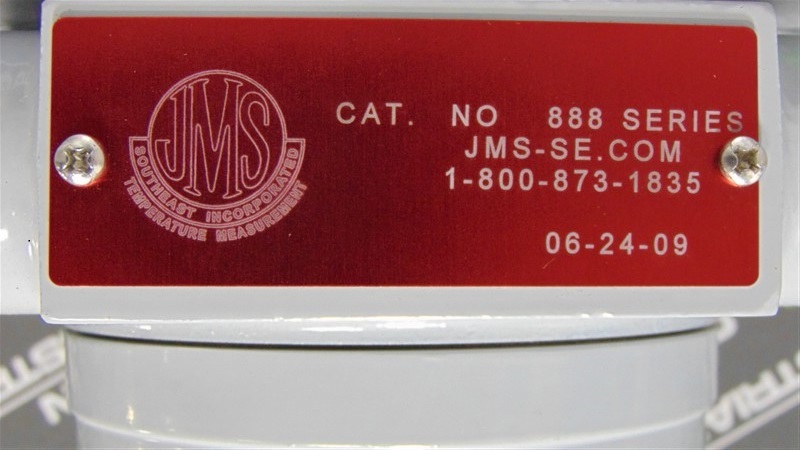 JMS
SOUTHEAST INCORPORATED
TEMPERATURE MEASUREMENT
CAT. NO 888 SERIES
JMS-SE.COM
1-800-873-1835
06-24-09